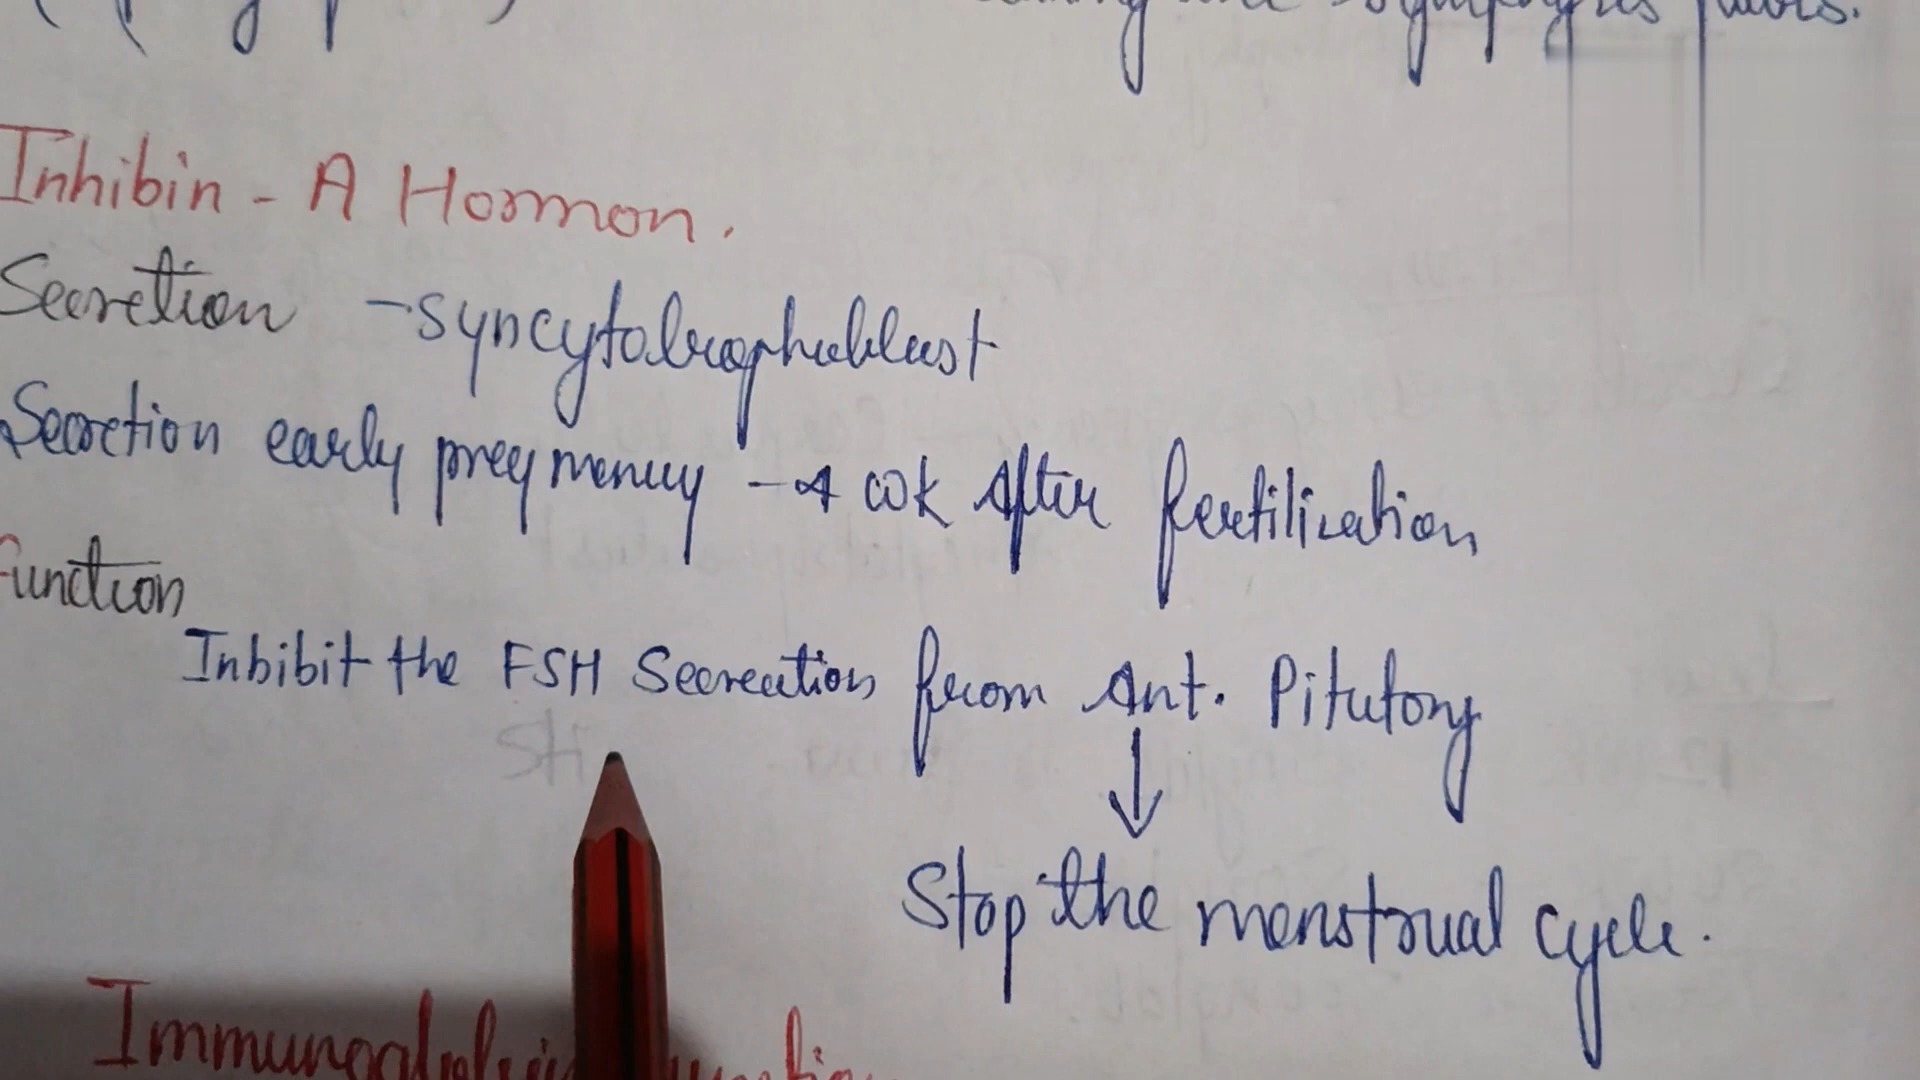 Inhibin - A Hormon.
Secretion - Syncytotrophoblast
Secretion early pregnancy - 4 wk After fertilization
Function
Inhibit the FSH Secreation from Ant. Pitutory
↓
Stop the menstrual cycle.